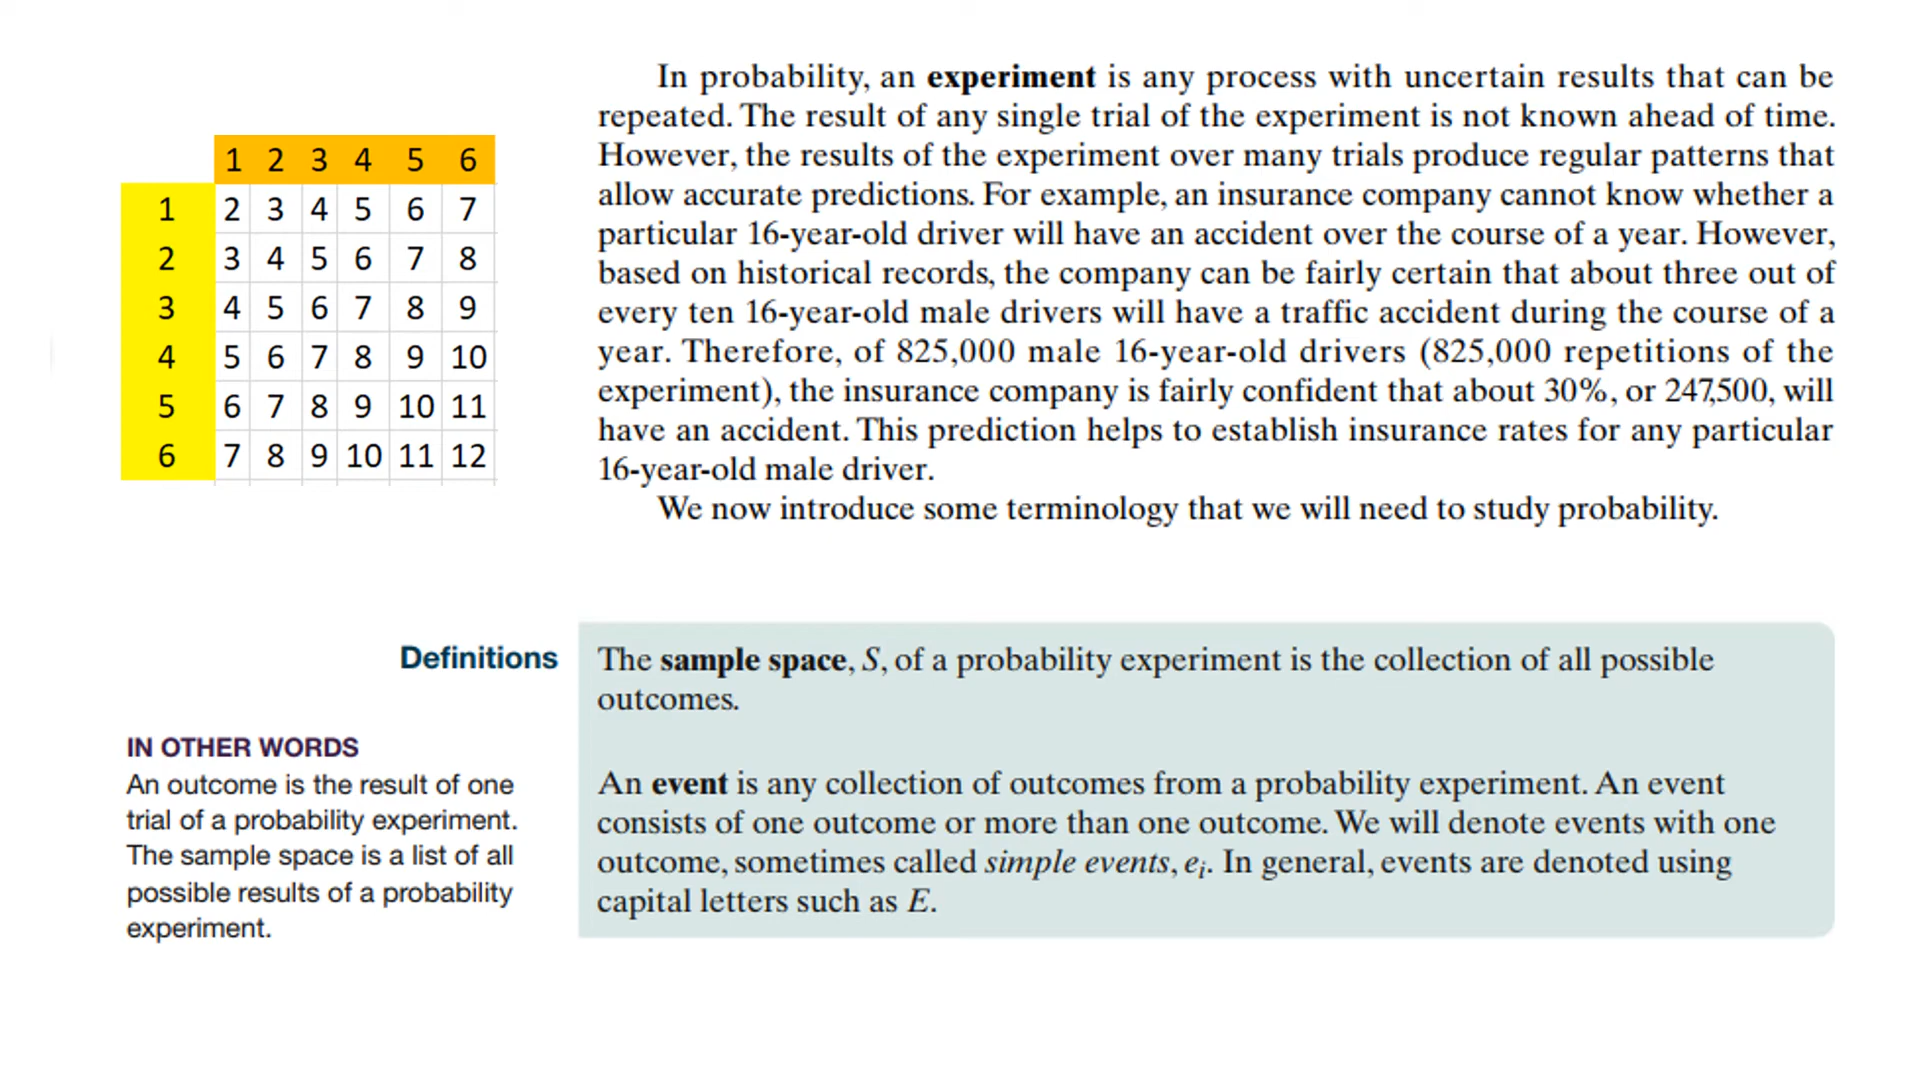 1 2 3 4 5 6
1 2 3 4 5 6 7
2 3 4 5 6 7 8
3 4 5 6 7 8 9
4 5 6 7 8 9 10
5 6 7 8 9 10 11
6 7 8 9 10 11 12
In probability, an experiment is any process with uncertain results that can be
repeated. The result of any single trial of the experiment is not known ahead of time.
However, the results of the experiment over many trials produce regular patterns that
allow accurate predictions. For example, an insurance company cannot know whether a
particular 16-year-old driver will have an accident over the course of a year. However,
based on historical records, the company can be fairly certain that about three out of
every ten 16-year-old male drivers will have a traffic accident during the course of a
year. Therefore, of 825,000 male 16-year-old drivers (825,000 repetitions of the
experiment), the insurance company is fairly confident that about 30%, or 247,500, will
have an accident. This prediction helps to establish insurance rates for any particular
16-year-old male driver.
We now introduce some terminology that we will need to study probability.
Definitions
The sample space, S, of a probability experiment is the collection of all possible
outcomes.
An event is any collection of outcomes from a probability experiment. An event
consists of one outcome or more than one outcome. We will denote events with one
outcome, sometimes called simple events, eᵢ. In general, events are denoted using
capital letters such as E.
IN OTHER WORDS
An outcome is the result of one
trial of a probability experiment.
The sample space is a list of all
possible results of a probability
experiment.